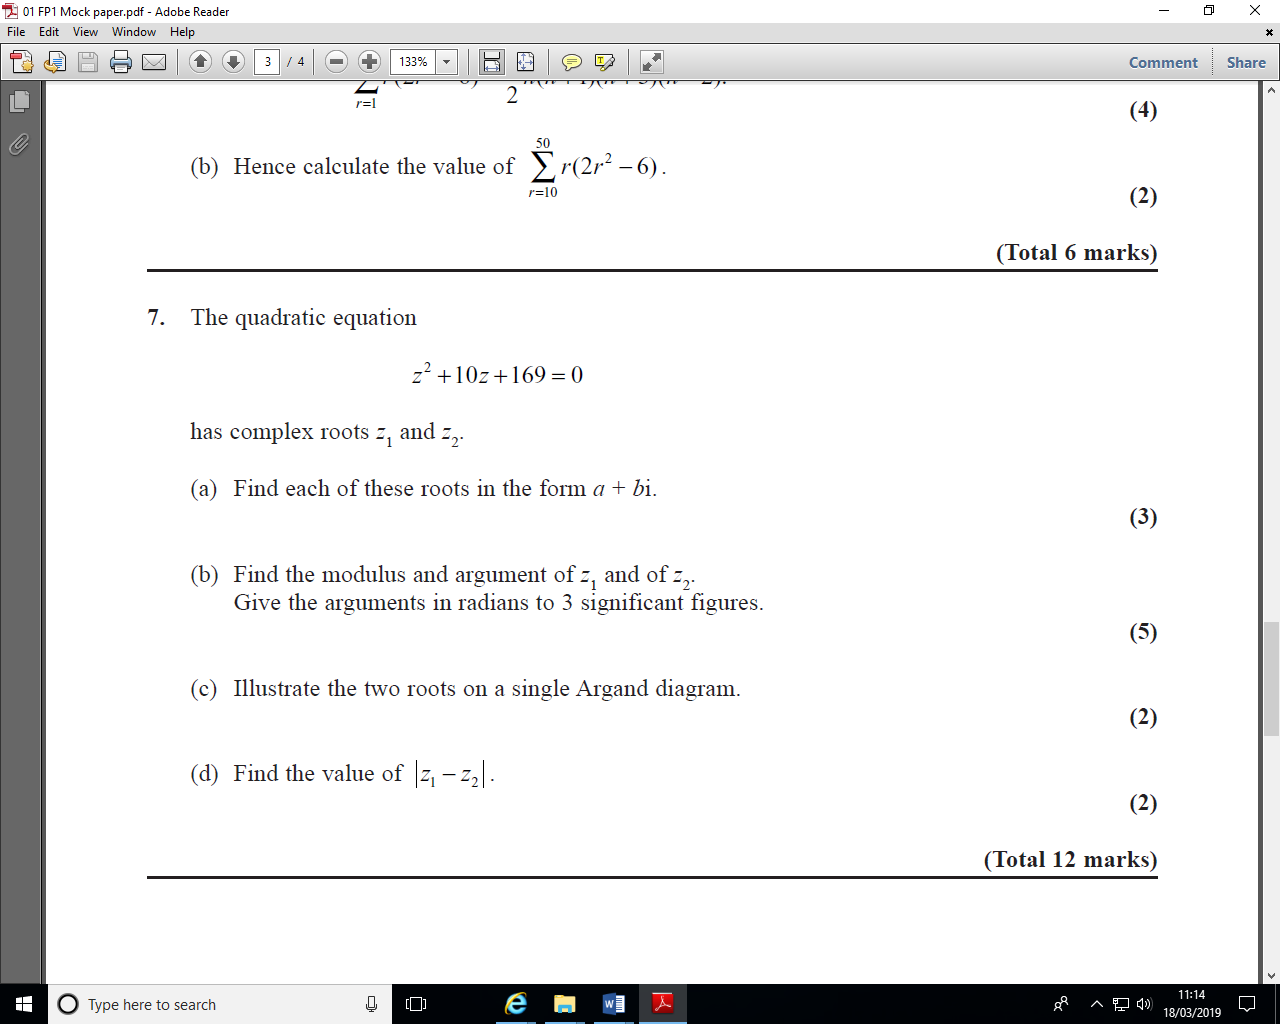 01 FP1 Mock paper.pdf - Adobe Reader
File Edit View Window Help
3 / 4 133% Comment Share
r=1 2
(4)
(b) Hence calculate the value of ∑_{r=10}^{50} r(2r² − 6).
(2)
(Total 6 marks)
7. The quadratic equation
z² + 10z + 169 = 0
has complex roots z₁ and z₂.
(a) Find each of these roots in the form a + bi.
(3)
(b) Find the modulus and argument of z₁ and of z₂.
Give the arguments in radians to 3 significant figures.
(5)
(c) Illustrate the two roots on a single Argand diagram.
(2)
(d) Find the value of |z₁ − z₂|.
(2)
(Total 12 marks)
Type here to search
11:14
18/03/2019